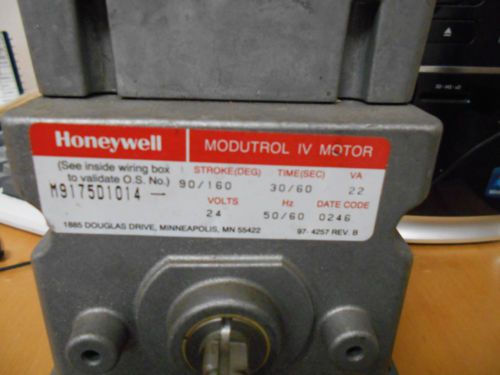 Honeywell MODUTROL IV MOTOR
(See inside wiring box to validate O.S. No.)
STROKE(DEG) TIME(SEC) VA
M9175D1014 — 90/160 30/60 22
VOLTS Hz DATE CODE
24 50/60 0246
1885 DOUGLAS DRIVE, MINNEAPOLIS, MN 55422 97-4257 REV. B